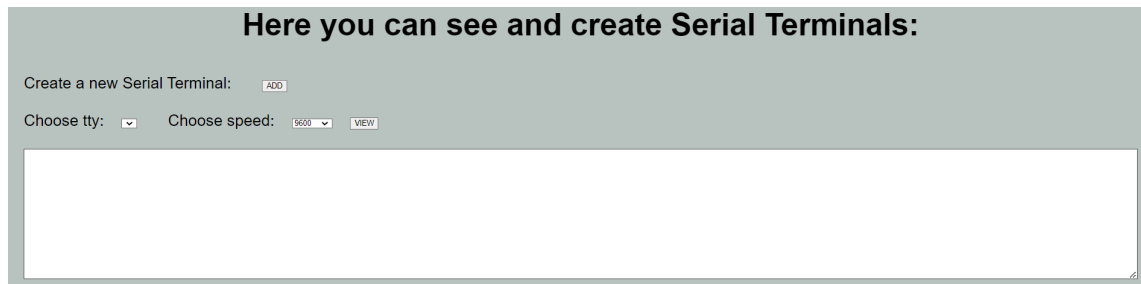 Here you can see and create Serial Terminals:
Create a new Serial Terminal: ADD
Choose tty: Choose speed: 9600 VIEW